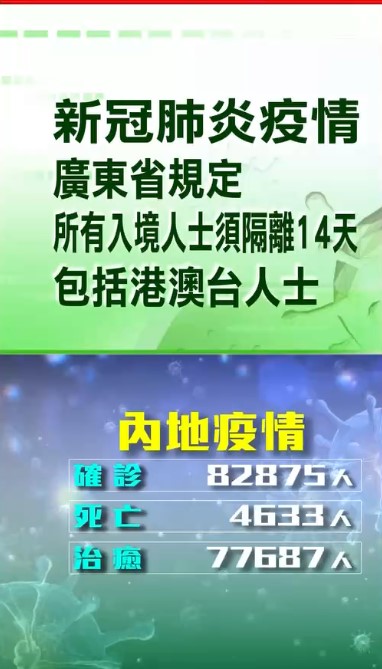 新冠肺炎疫情
廣東省規定
所有入境人士須隔離14天
包括港澳台人士
內地疫情
確診 82875人
死亡 4633人
治癒 77687人